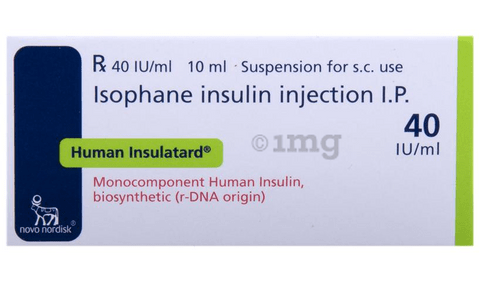 Rx 40 IU/ml 10 ml · Suspension for s.c. use
Isophane insulin injection I.P.
40
IU/ml
Human Insulatard®
©1mg
Monocomponent Human Insulin,
biosynthetic (r-DNA origin)
novo nordisk®